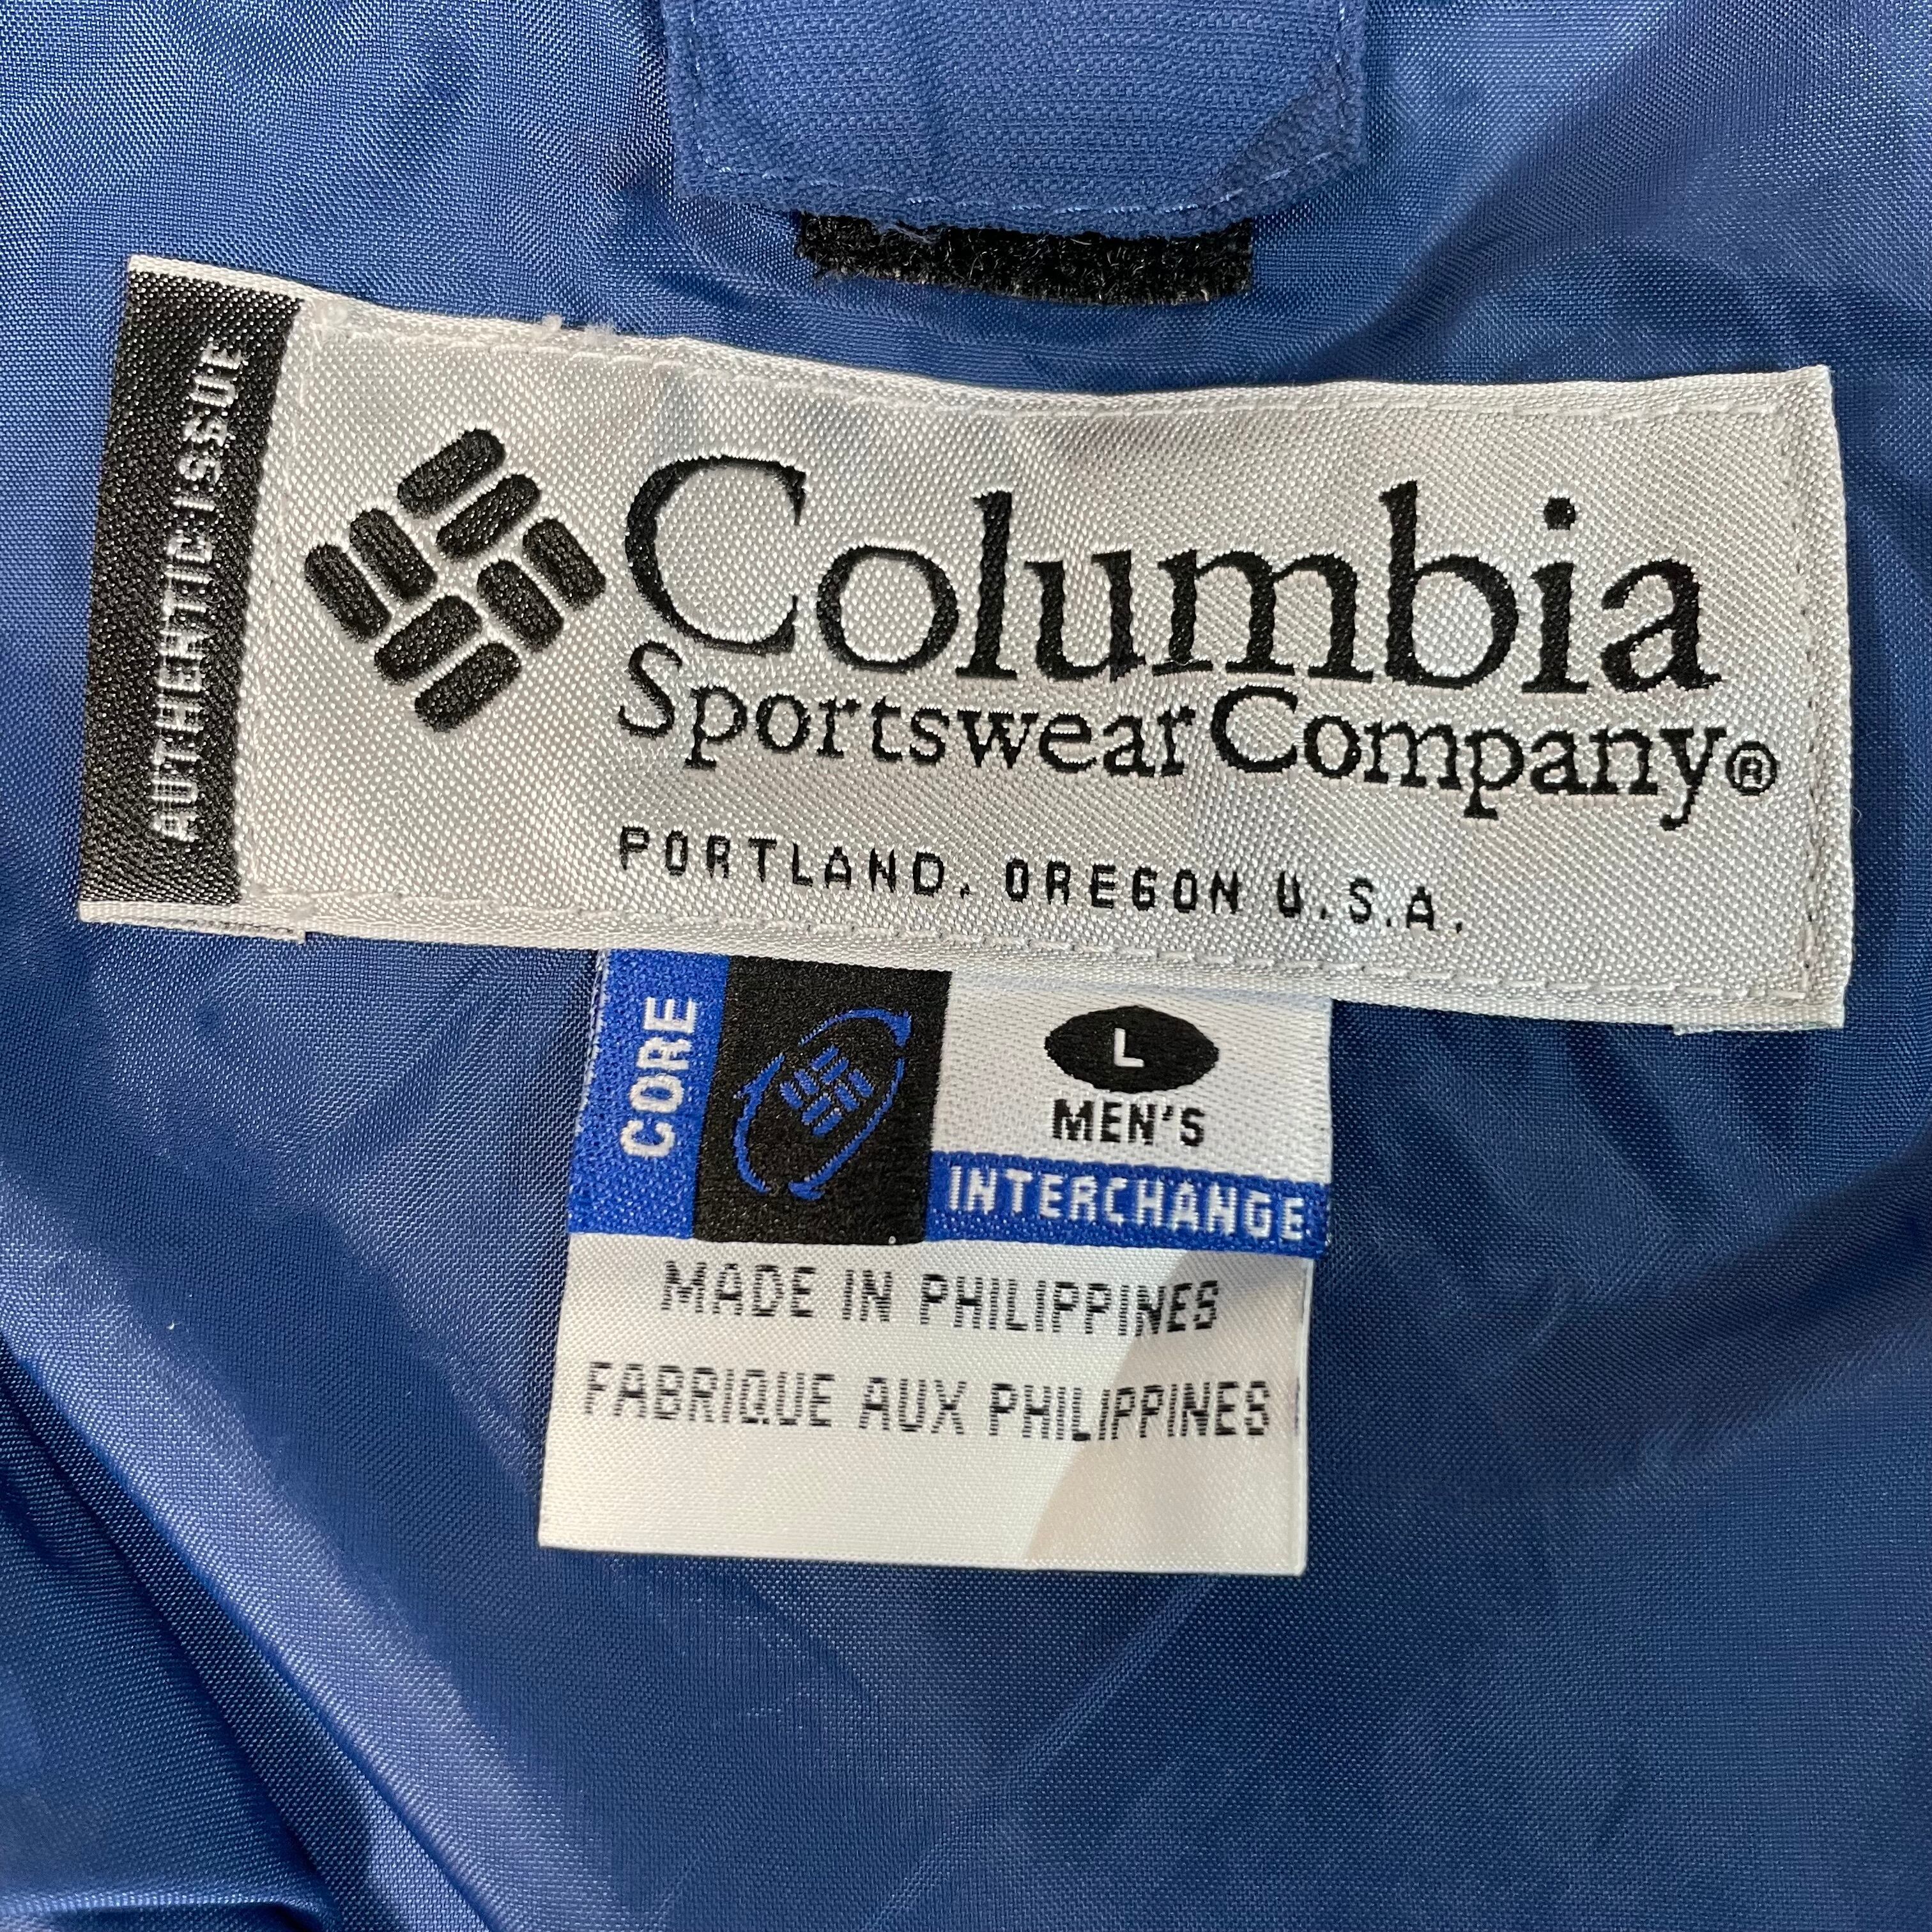 AUTHENTIC ISSUE
Columbia
Sportswear Company®
PORTLAND, OREGON U.S.A.
CORE
L
MEN'S
INTERCHANGE
MADE IN PHILIPPINES
FABRIQUE AUX PHILIPPINES